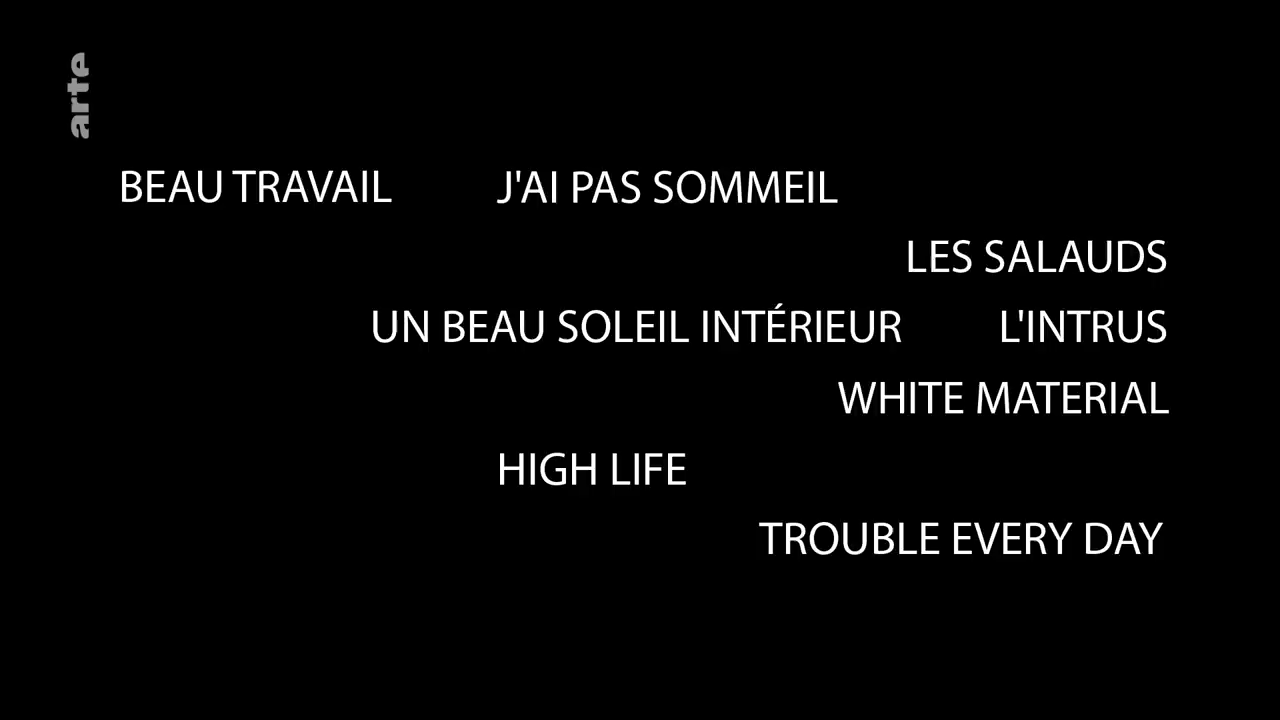 arte
BEAU TRAVAIL J'AI PAS SOMMEIL
LES SALAUDS
UN BEAU SOLEIL INTÉRIEUR L'INTRUS
WHITE MATERIAL
HIGH LIFE
TROUBLE EVERY DAY